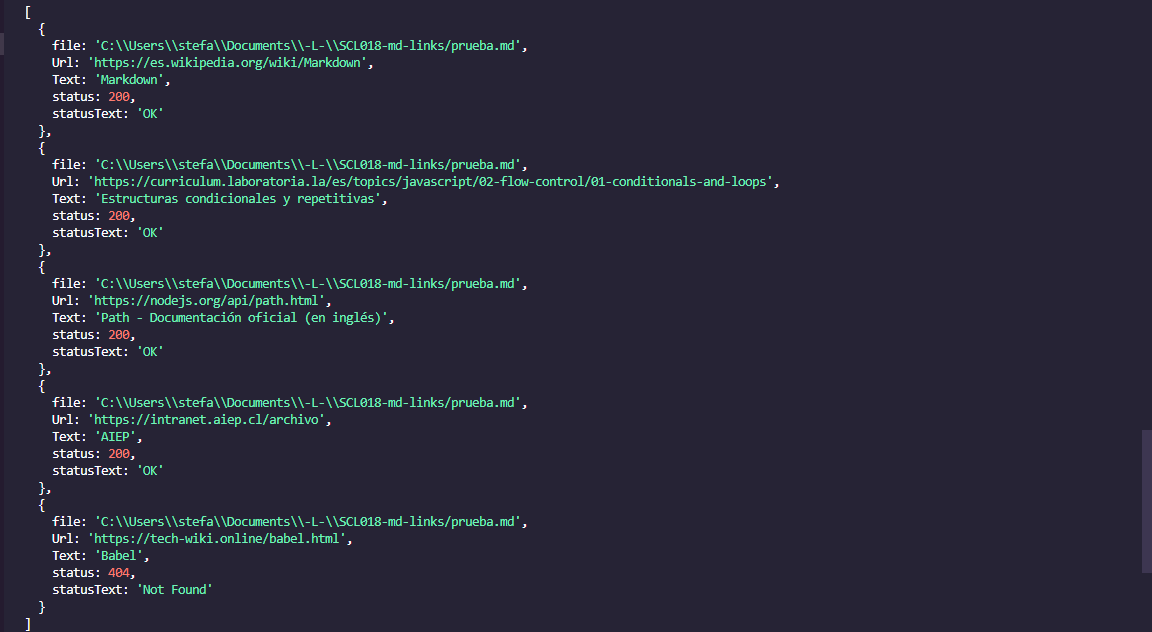 [
  {
    file: 'C:\\Users\\stefa\\Documents\\-L-\\SCL018-md-links/prueba.md',
    Url: 'https://es.wikipedia.org/wiki/Markdown',
    Text: 'Markdown',
    status: 200,
    statusText: 'OK'
  },
  {
    file: 'C:\\Users\\stefa\\Documents\\-L-\\SCL018-md-links/prueba.md',
    Url: 'https://curriculum.laboratoria.la/es/topics/javascript/02-flow-control/01-conditionals-and-loops',
    Text: 'Estructuras condicionales y repetitivas',
    status: 200,
    statusText: 'OK'
  },
  {
    file: 'C:\\Users\\stefa\\Documents\\-L-\\SCL018-md-links/prueba.md',
    Url: 'https://nodejs.org/api/path.html',
    Text: 'Path - Documentación oficial (en inglés)',
    status: 200,
    statusText: 'OK'
  },
  {
    file: 'C:\\Users\\stefa\\Documents\\-L-\\SCL018-md-links/prueba.md',
    Url: 'https://intranet.aiep.cl/archivo',
    Text: 'AIEP',
    status: 200,
    statusText: 'OK'
  },
  {
    file: 'C:\\Users\\stefa\\Documents\\-L-\\SCL018-md-links/prueba.md',
    Url: 'https://tech-wiki.online/babel.html',
    Text: 'Babel',
    status: 404,
    statusText: 'Not Found'
  }
]